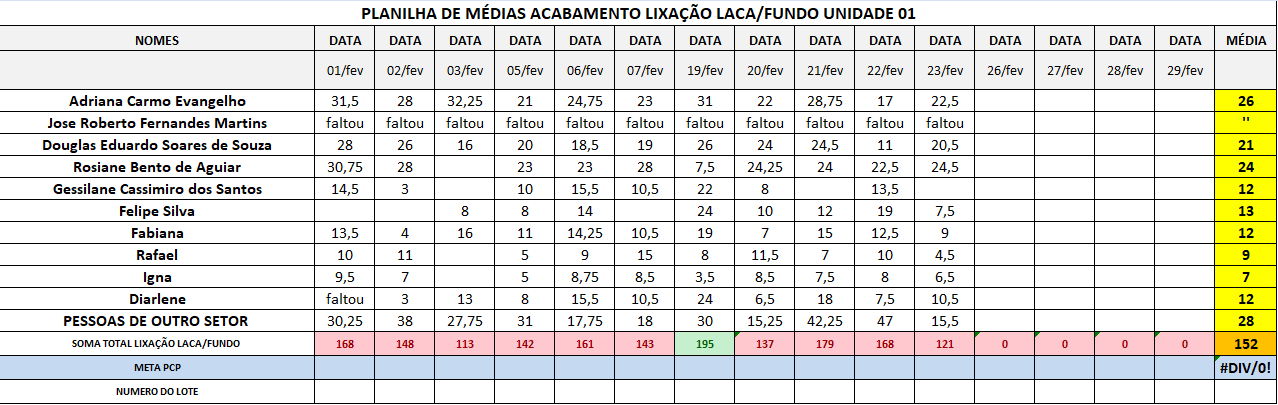 PLANILHA DE MÉDIAS ACABAMENTO LIXAÇÃO LACA/FUNDO UNIDADE 01
NOMES DATA DATA DATA DATA DATA DATA DATA DATA DATA DATA DATA DATA DATA DATA DATA MÉDIA
01/fev 02/fev 03/fev 05/fev 06/fev 07/fev 19/fev 20/fev 21/fev 22/fev 23/fev 26/fev 27/fev 28/fev 29/fev
Adriana Carmo Evangelho 31,5 28 32,25 21 24,75 23 31 22 28,75 17 22,5 26
Jose Roberto Fernandes Martins faltou faltou faltou faltou faltou faltou faltou faltou faltou faltou faltou "
Douglas Eduardo Soares de Souza 28 26 16 20 18,5 19 26 24 24,5 11 20,5 21
Rosiane Bento de Aguiar 30,75 28 23 23 28 7,5 24,25 24 22,5 24,5 24
Gessilane Cassimiro dos Santos 14,5 3 10 15,5 10,5 22 8 13,5 12
Felipe Silva 8 8 14 24 10 12 19 7,5 13
Fabiana 13,5 4 16 11 14,25 10,5 19 7 15 12,5 9 12
Rafael 10 11 5 9 15 8 11,5 7 10 4,5 9
Igna 9,5 7 5 8,75 8,5 3,5 8,5 7,5 8 6,5 7
Diarlene faltou 3 13 8 15,5 10,5 24 6,5 18 7,5 10,5 12
PESSOAS DE OUTRO SETOR 30,25 38 27,75 31 17,75 18 30 15,25 42,25 47 15,5 28
SOMA TOTAL LIXAÇÃO LACA/FUNDO 168 148 113 142 161 143 195 137 179 168 121 0 0 0 0 152
META PCP #DIV/0!
NUMERO DO LOTE